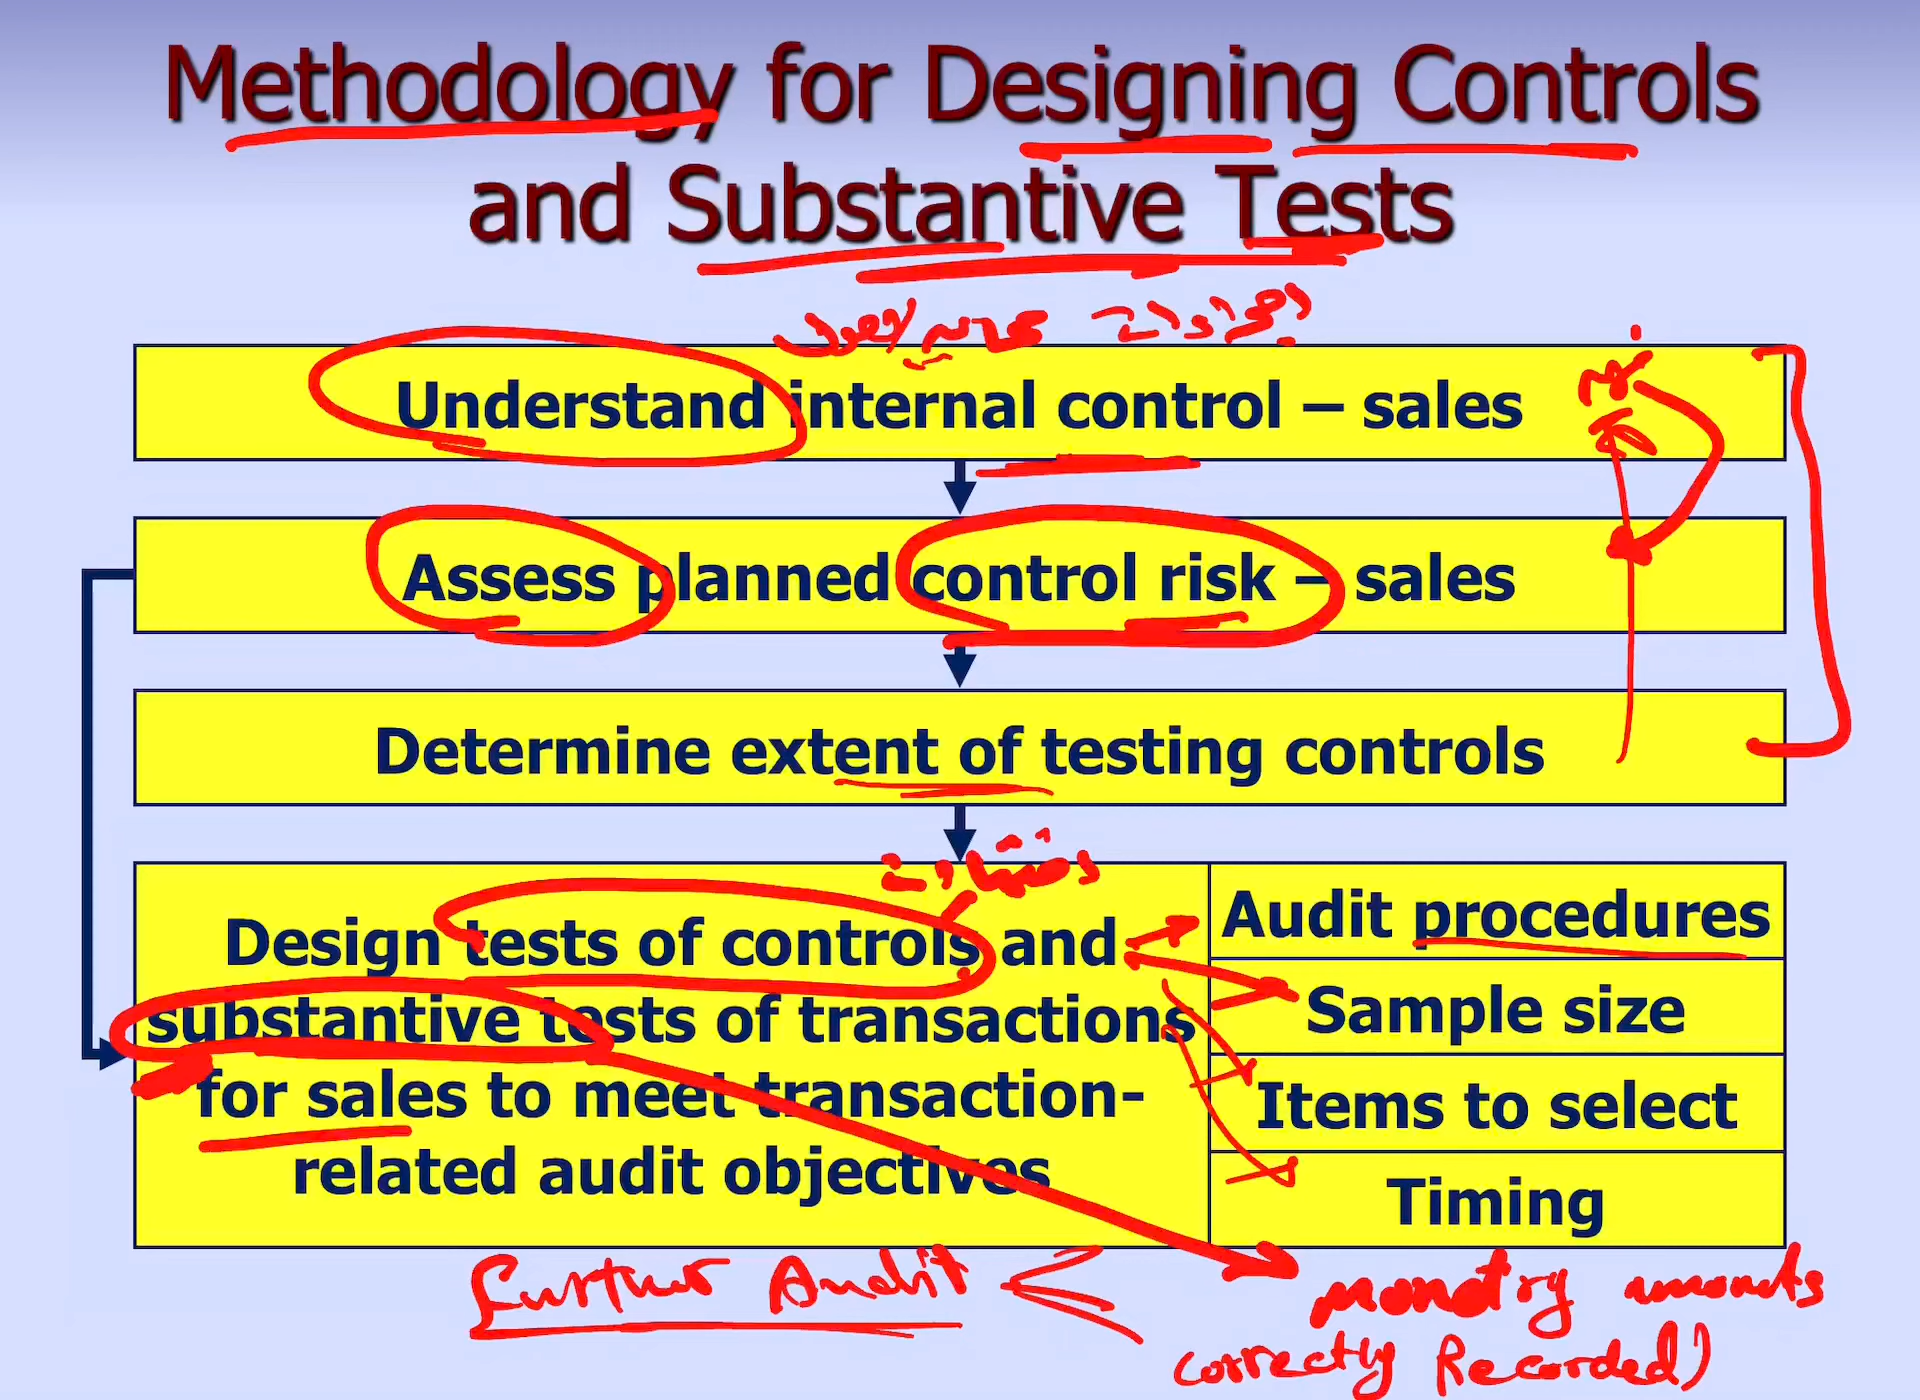 Methodology for Designing Controls
and Substantive Tests
Understand internal control – sales
Assess planned control risk – sales
Determine extent of testing controls
Design tests of controls and
substantive tests of transactions
for sales to meet transaction-
related audit objectives
Audit procedures
Sample size
Items to select
Timing
Further Audit
monetry amonts
correctly Recorded)